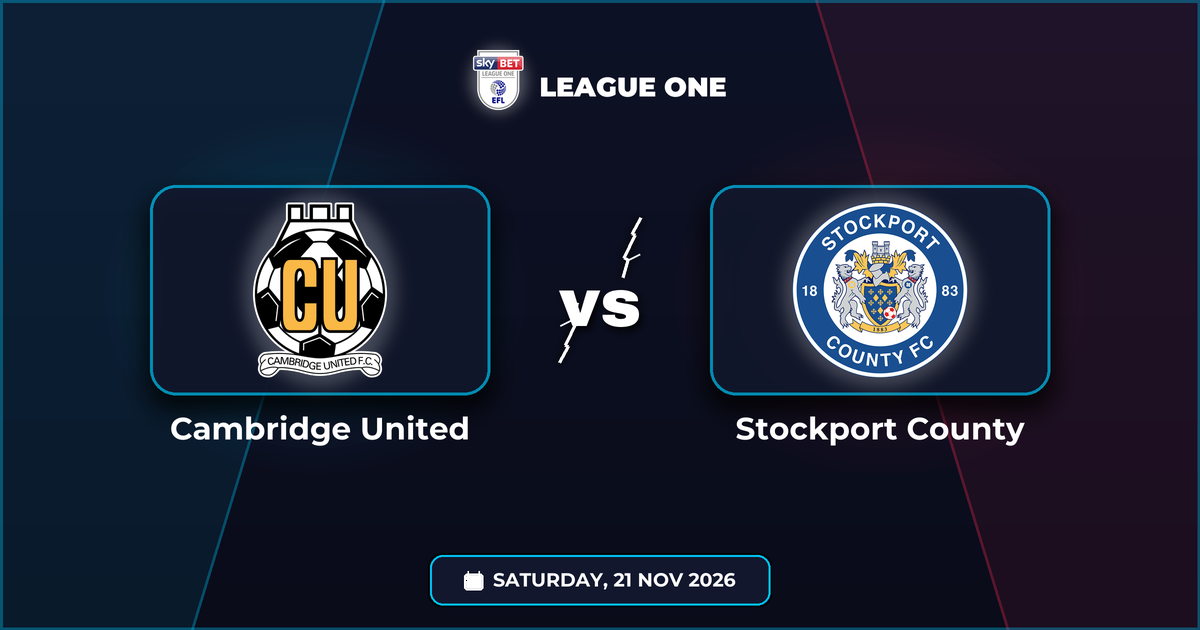 sky BET
LEAGUE ONE
EFL
LEAGUE ONE
CU
CAMBRIDGE UNITED F.C.
STOCKPORT
18 83
1883
COUNTY FC
vs
Cambridge United
Stockport County
SATURDAY, 21 NOV 2026